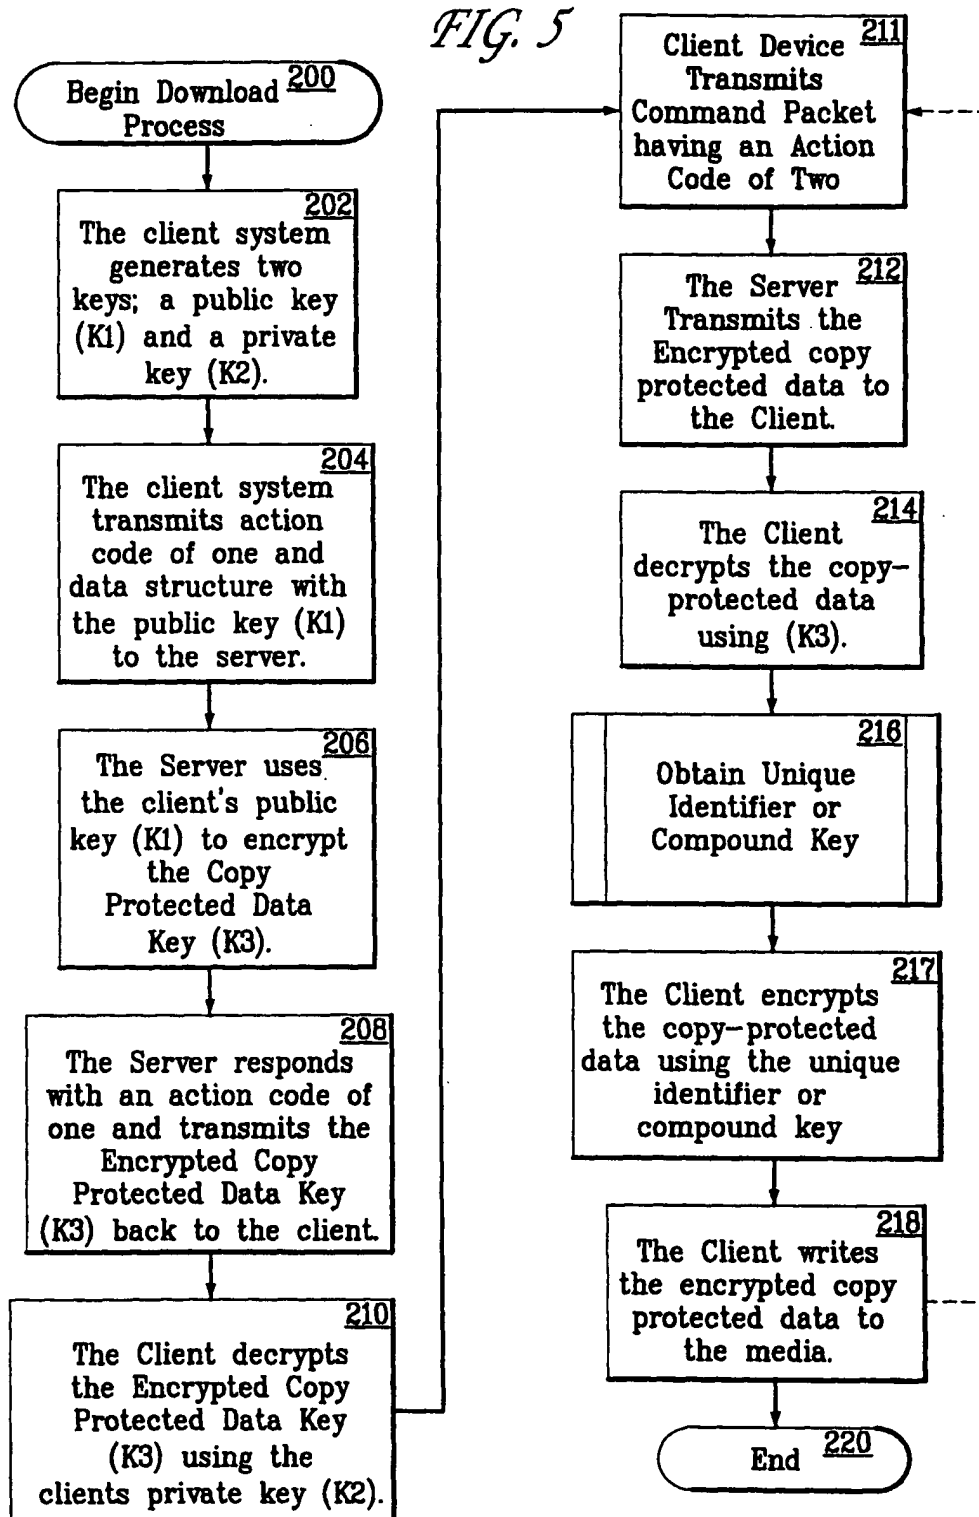 FIG. 5
200
Begin Download
Process
202
The client system
generates two
keys; a public key
(K1) and a private
key (K2).
204
The client system
transmits action
code of one and
data structure with
the public key (K1)
to the server.
206
The Server uses
the client's public
key (K1) to encrypt
the Copy
Protected Data
Key (K3).
208
The Server responds
with an action code of
one and transmits the
Encrypted Copy
Protected Data Key
(K3) back to the client.
210
The Client decrypts
the Encrypted Copy
Protected Data Key
(K3) using the
clients private key (K2).
211
Client Device
Transmits
Command Packet
having an Action
Code of Two
212
The Server
Transmits the
Encrypted copy
protected data to
the Client.
214
The Client
decrypts the copy-
protected data
using (K3).
216
Obtain Unique
Identifier or
Compound Key
217
The Client encrypts
the copy-protected
data using the unique
identifier or
compound key
218
The Client writes
the encrypted copy
protected data to
the media.
220
End